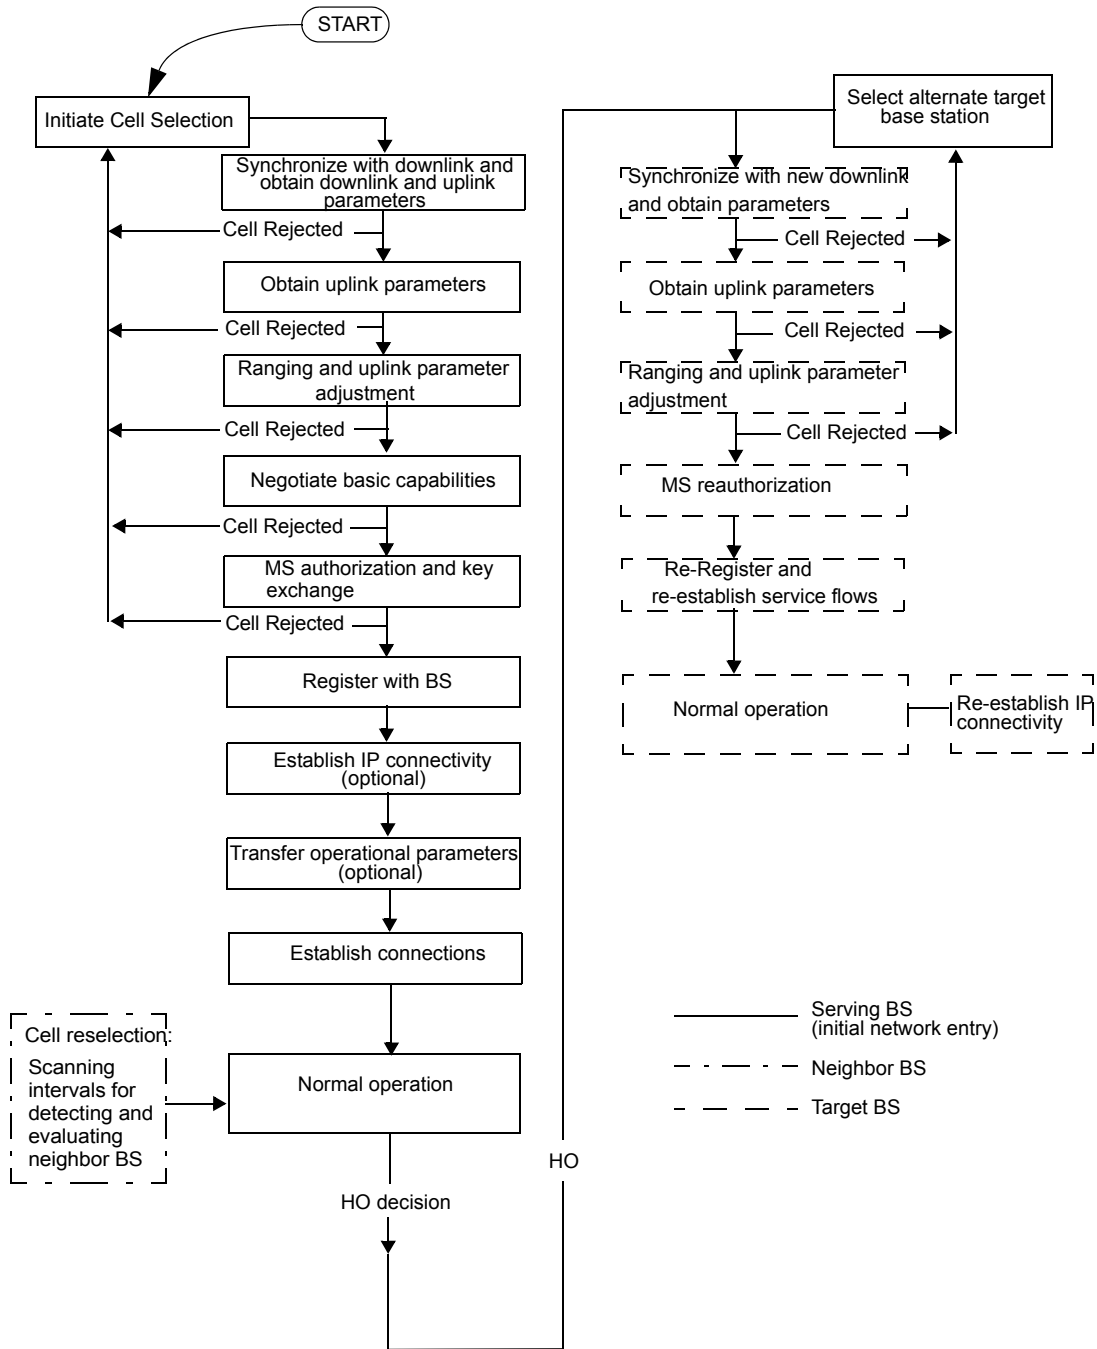 START
Initiate Cell Selection
Synchronize with downlink and
obtain downlink and uplink
parameters
Cell Rejected
Obtain uplink parameters
Cell Rejected
Ranging and uplink parameter
adjustment
Cell Rejected
Negotiate basic capabilities
Cell Rejected
MS authorization and key
exchange
Cell Rejected
Register with BS
Establish IP connectivity
(optional)
Transfer operational parameters
(optional)
Establish connections
Cell reselection:
Scanning
intervals for
detecting and
evaluating
neighbor BS
Normal operation
HO decision
HO
Select alternate target
base station
Synchronize with new downlink
and obtain parameters
Cell Rejected
Obtain uplink parameters
Cell Rejected
Ranging and uplink parameter
adjustment
Cell Rejected
MS reauthorization
Re-Register and
re-establish service flows
Normal operation
Re-establish IP
connectivity
Serving BS
(initial network entry)
Neighbor BS
Target BS